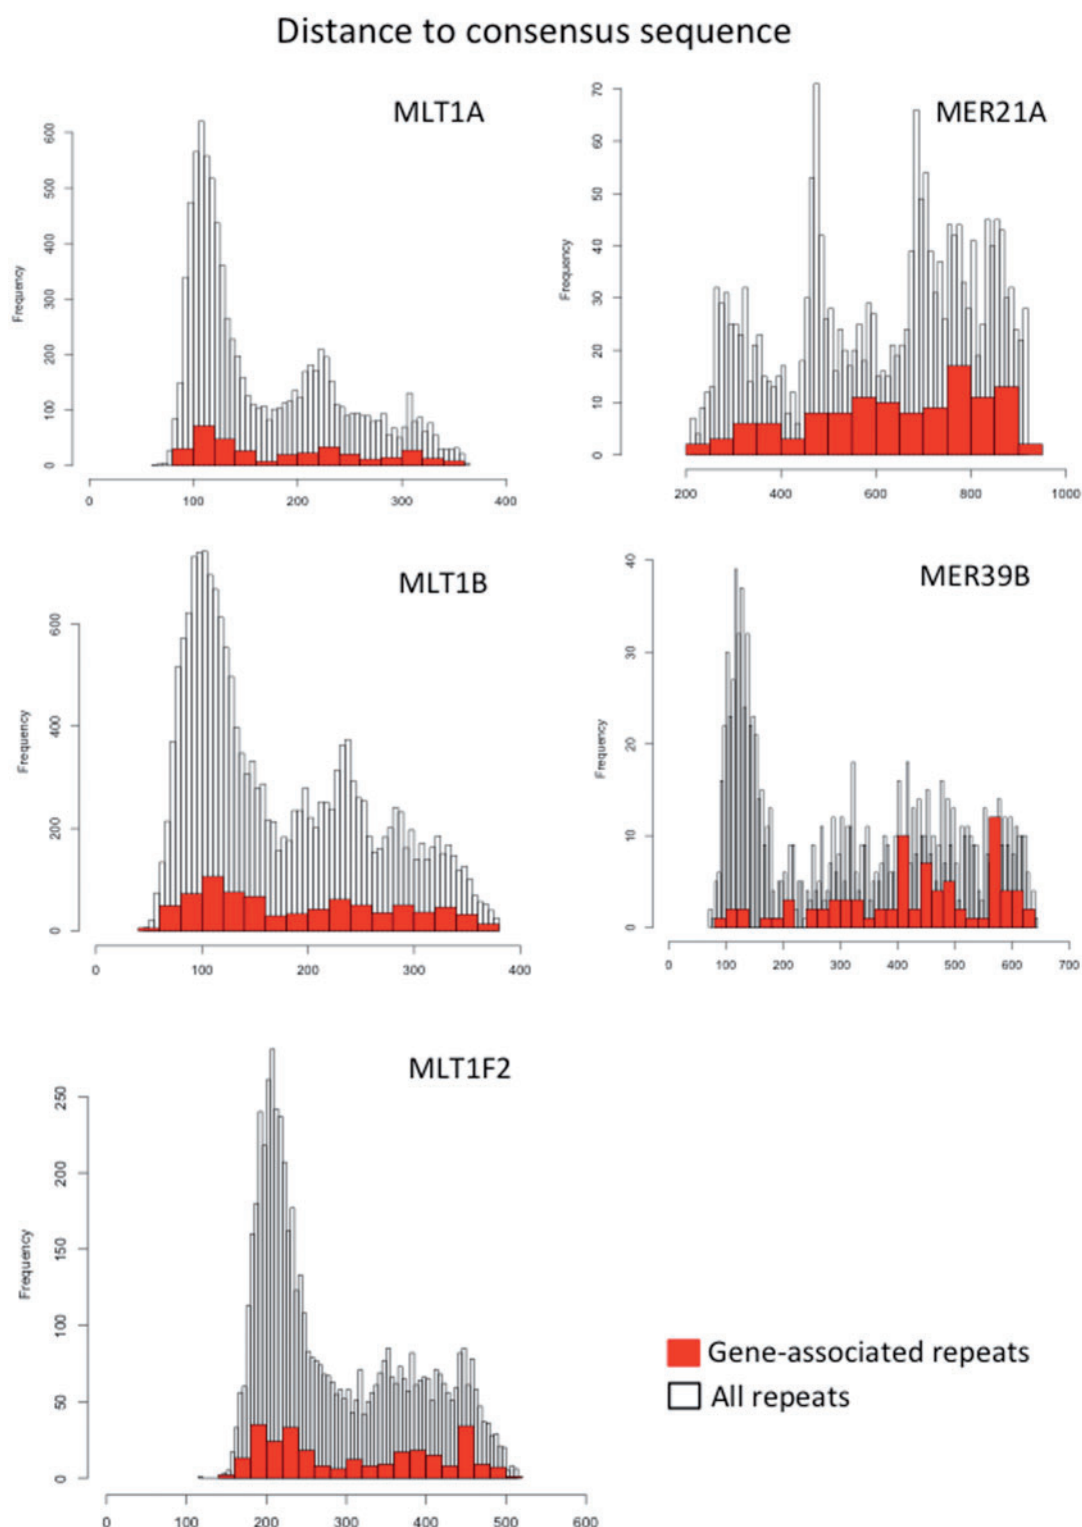 Distance to consensus sequence
MLT1A
Frequency
0 100 200 300 400 500 600
0 100 200 300 400
MER21A
Frequency
0 10 20 30 40 50 60 70
200 400 600 800 1000
MLT1B
Frequency
0 200 400 600
0 100 200 300 400
MER39B
Frequency
0 10 20 30 40
0 100 200 300 400 500 600 700
MLT1F2
Frequency
0 50 100 150 200 250
0 100 200 300 400 500 600
Gene-associated repeats
All repeats